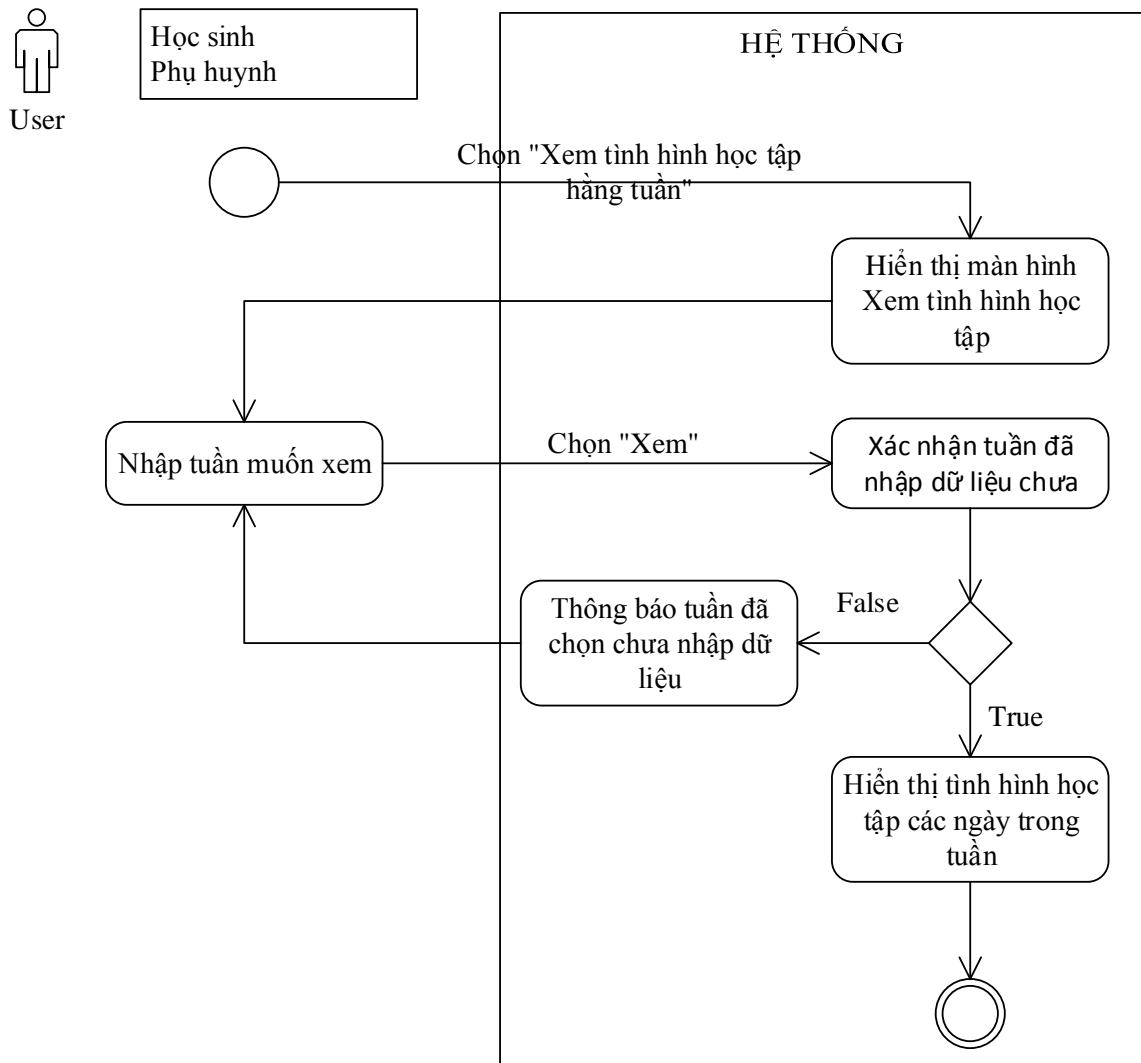 Học sinh
Phụ huynh
HỆ THỐNG
User
Chọn "Xem tình hình học tập
hằng tuần"
Hiển thị màn hình
Xem tình hình học
tập
Nhập tuần muốn xem
Chọn "Xem"
Xác nhận tuần đã
nhập dữ liệu chưa
Thông báo tuần đã
chọn chưa nhập dữ
liệu
False
True
Hiển thị tình hình học
tập các ngày trong
tuần